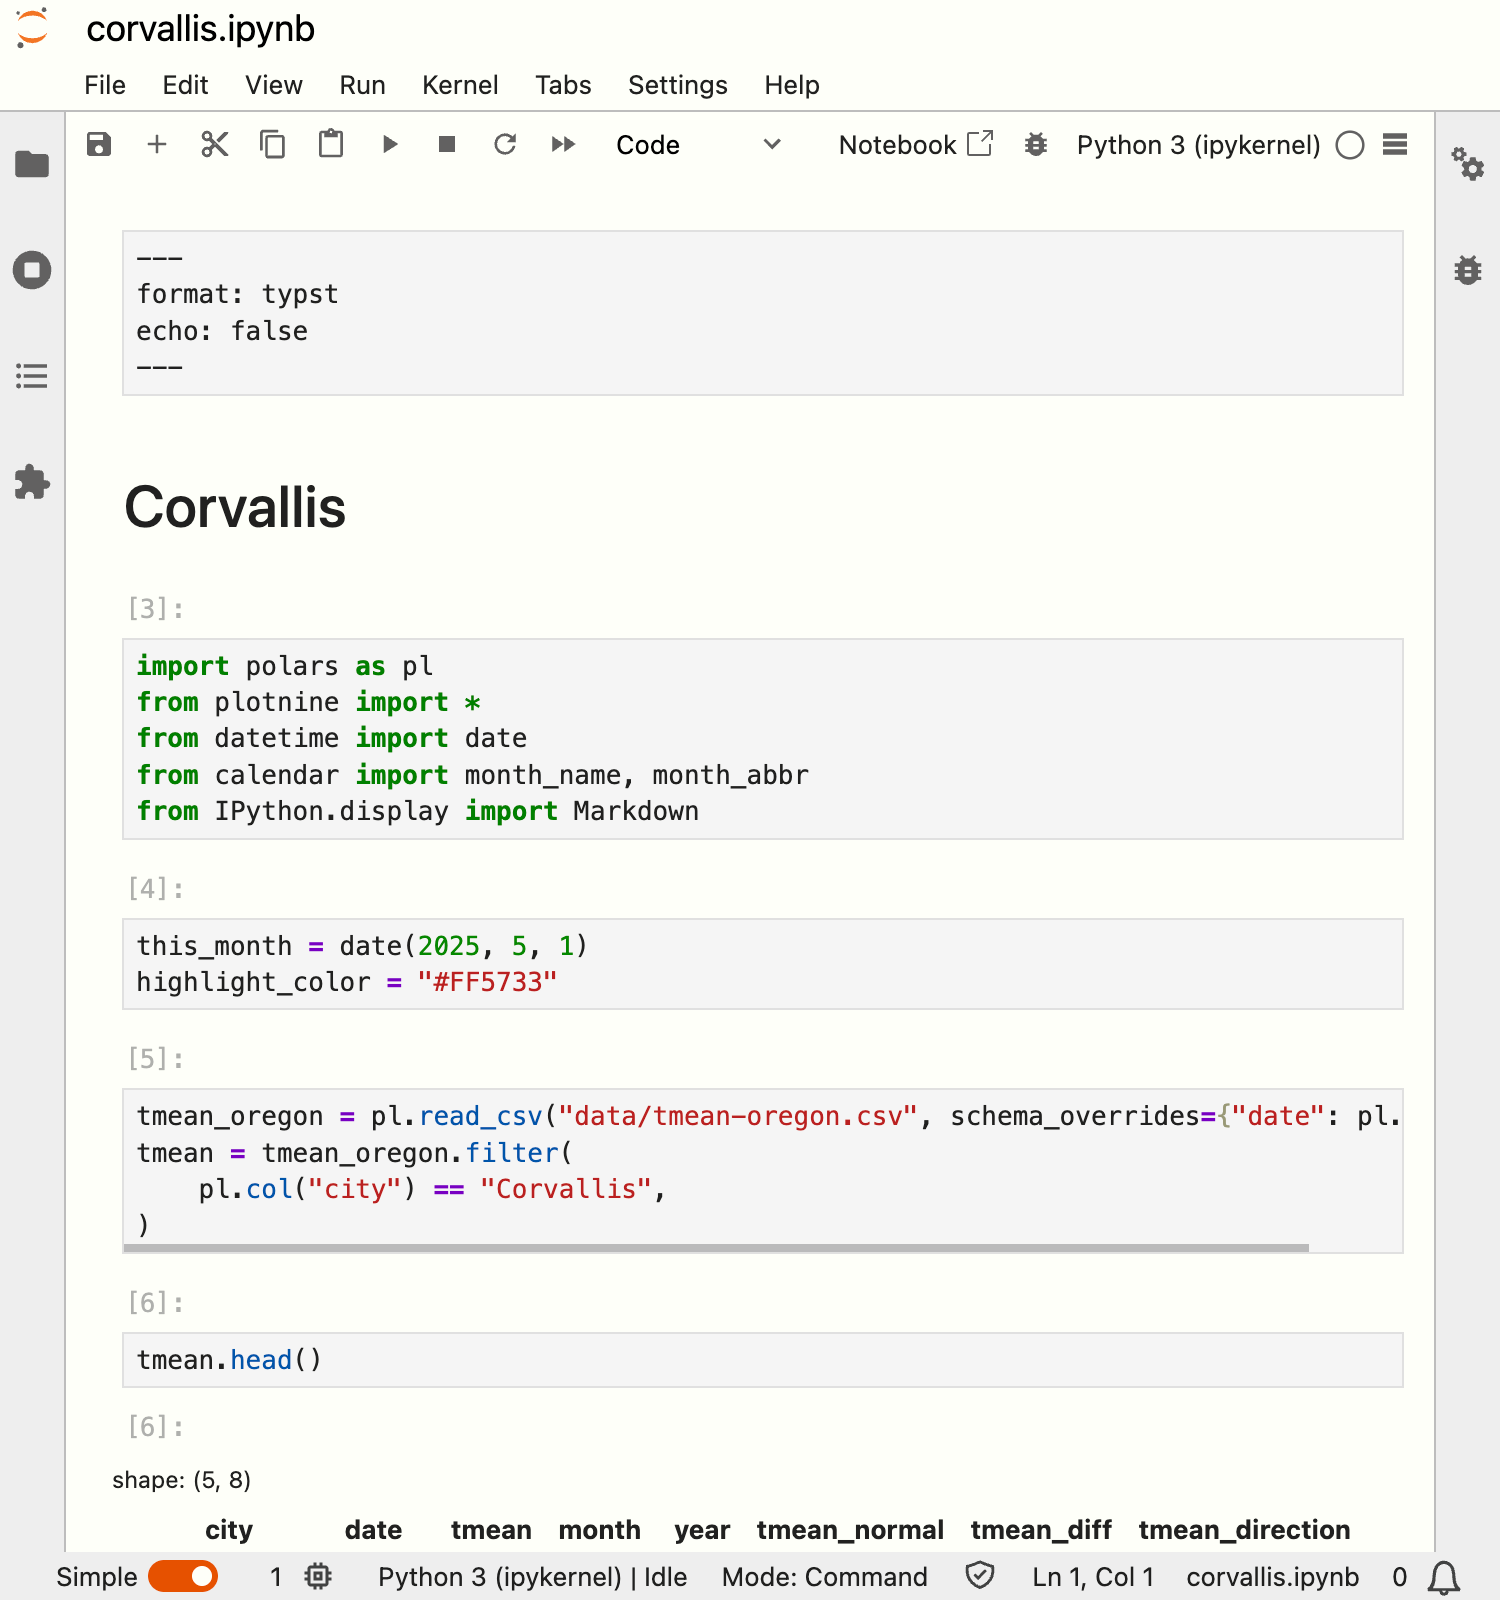 corvallis.ipynb
File Edit View Run Kernel Tabs Settings Help
Code Notebook Python 3 (ipykernel)
---
format: typst
echo: false
---
Corvallis
[3]:
import polars as pl
from plotnine import *
from datetime import date
from calendar import month_name, month_abbr
from IPython.display import Markdown
[4]:
this_month = date(2025, 5, 1)
highlight_color = "#FF5733"
[5]:
tmean_oregon = pl.read_csv("data/tmean-oregon.csv", schema_overrides={"date": pl.
tmean = tmean_oregon.filter(
    pl.col("city") == "Corvallis",
)
[6]:
tmean.head()
[6]:
shape: (5, 8)
city date tmean month year tmean_normal tmean_diff tmean_direction
Simple 1 Python 3 (ipykernel) | Idle Mode: Command Ln 1, Col 1 corvallis.ipynb 0